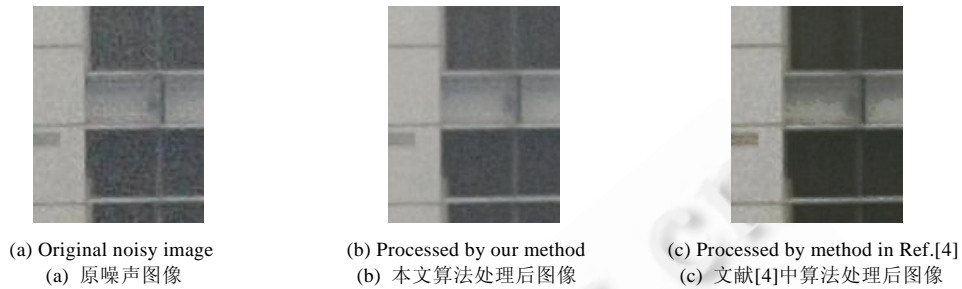 (a) Original noisy image
(a) 原噪声图像
(b) Processed by our method
(b) 本文算法处理后图像
(c) Processed by method in Ref.[4]
(c) 文献[4]中算法处理后图像